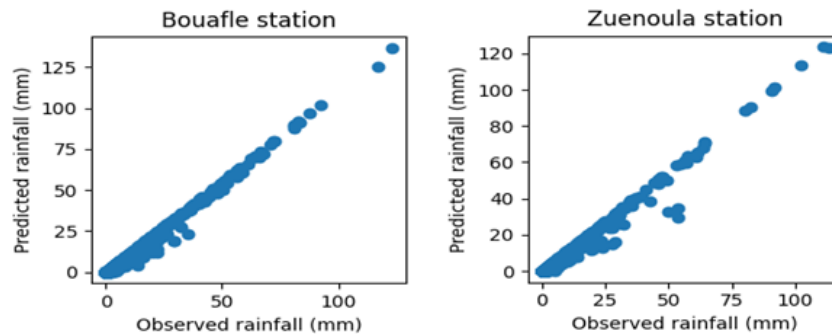 Bouafle station
Predicted rainfall (mm)
125
100
75
50
25
0
0 50 100
Observed rainfall (mm)
Zuenoula station
Predicted rainfall (mm)
120
100
80
60
40
20
0
0 25 50 75 100
Observed rainfall (mm)